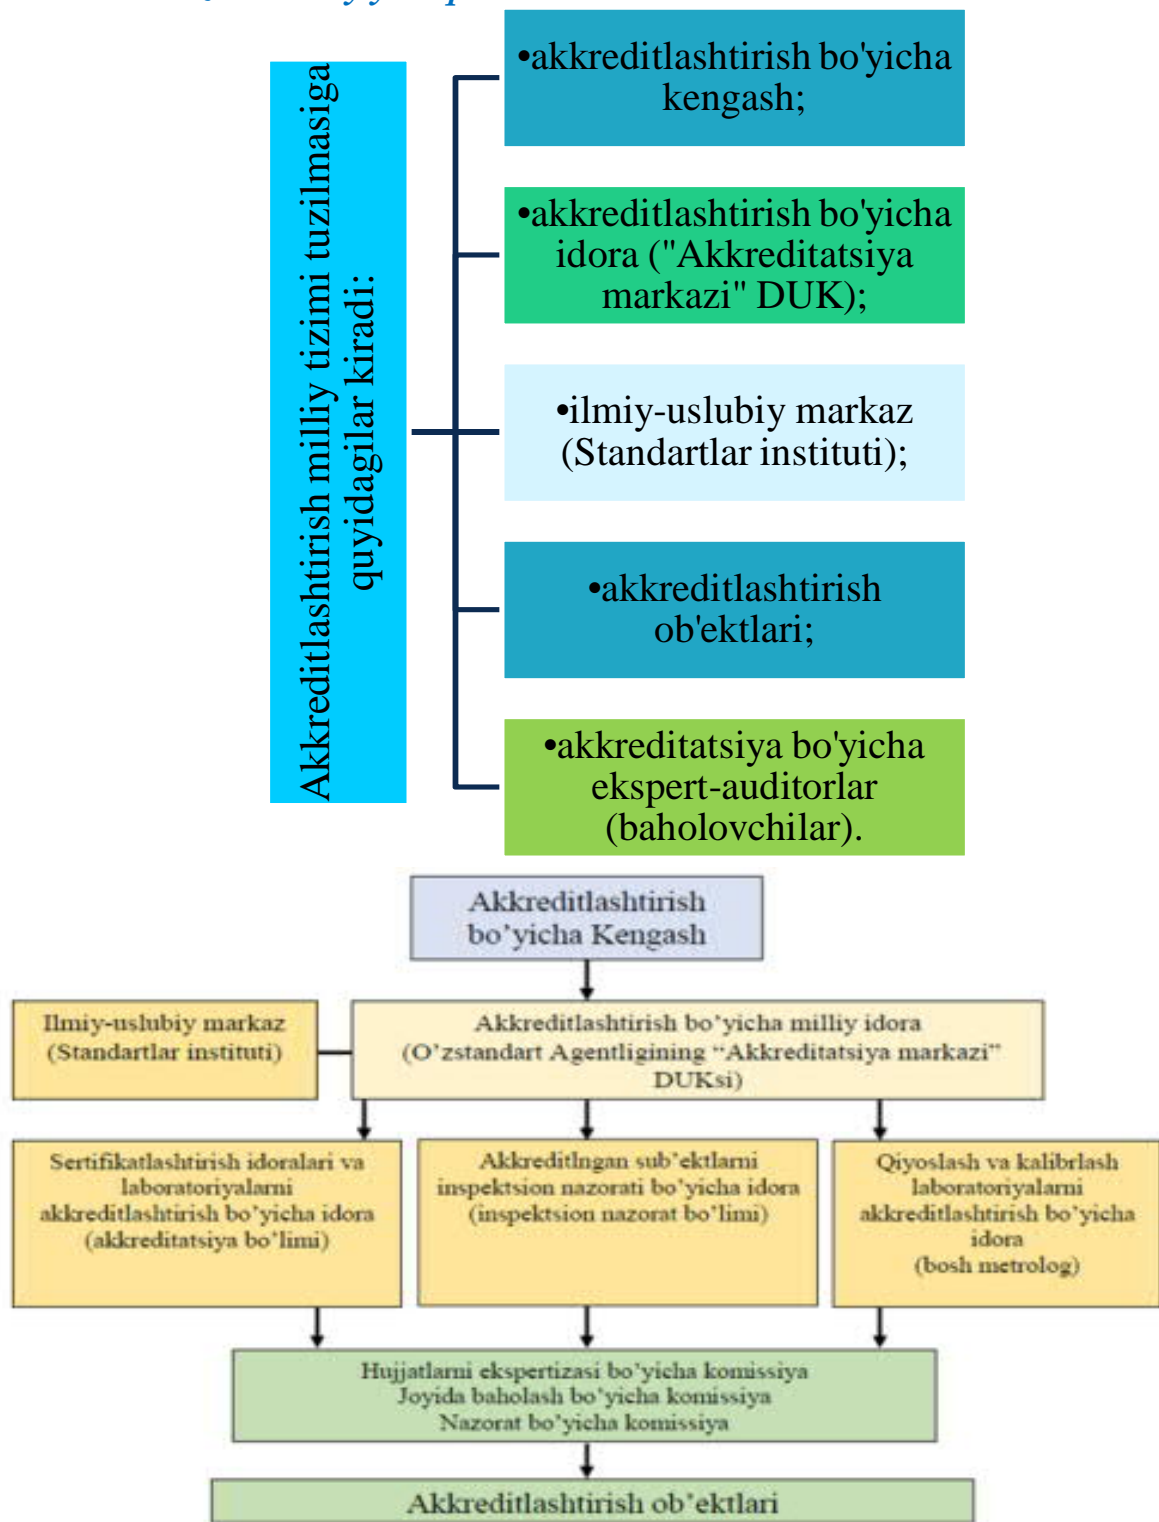 Akkreditlashtirish milliy tizimi tuzilmasiga
quyidagilar kiradi:
•akkreditlashtirish bo'yicha
kengash;
•akkreditlashtirish bo'yicha
idora ("Akkreditatsiya
markazi" DUK);
•ilmiy-uslubiy markaz
(Standartlar instituti);
•akkreditlashtirish
ob'ektlari;
•akkreditatsiya bo'yicha
ekspert-auditorlar
(baholovchilar).
Akkreditlashtirish
bo’yicha Kengash
Ilmiy-uslubiy markaz
(Standartlar instituti)
Akkreditlashtirish bo’yicha milliy idora
(O’zstandart Agentligining “Akkreditatsiya markazi”
DUKsi)
Sertifikatlashtirish idoralari va
laboratoriyalarni
akkreditlashtirish bo’yicha idora
(akkreditatsiya bo’limi)
Akkreditlngan sub’ektlarni
inspektsion nazorati bo’yicha idora
(inspektsion nazorat bo’limi)
Qiyoslash va kalibrlash
laboratoriyalarni
akkreditlashtirish bo’yicha
idora
(bosh metrolog)
Hujjatlarni ekspertizasi bo’yicha komissiya
Joyida baholash bo’yicha komissiya
Nazorat bo’yicha komissiya
Akkreditlashtirish ob’ektlari